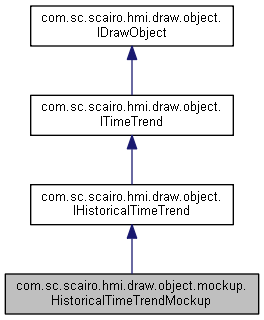 com.sc.scairo.hmi.draw.object.
IDrawObject
com.sc.scairo.hmi.draw.object.
ITimeTrend
com.sc.scairo.hmi.draw.object.
IHistoricalTimeTrend
com.sc.scairo.hmi.draw.object.mockup.
HistoricalTimeTrendMockup